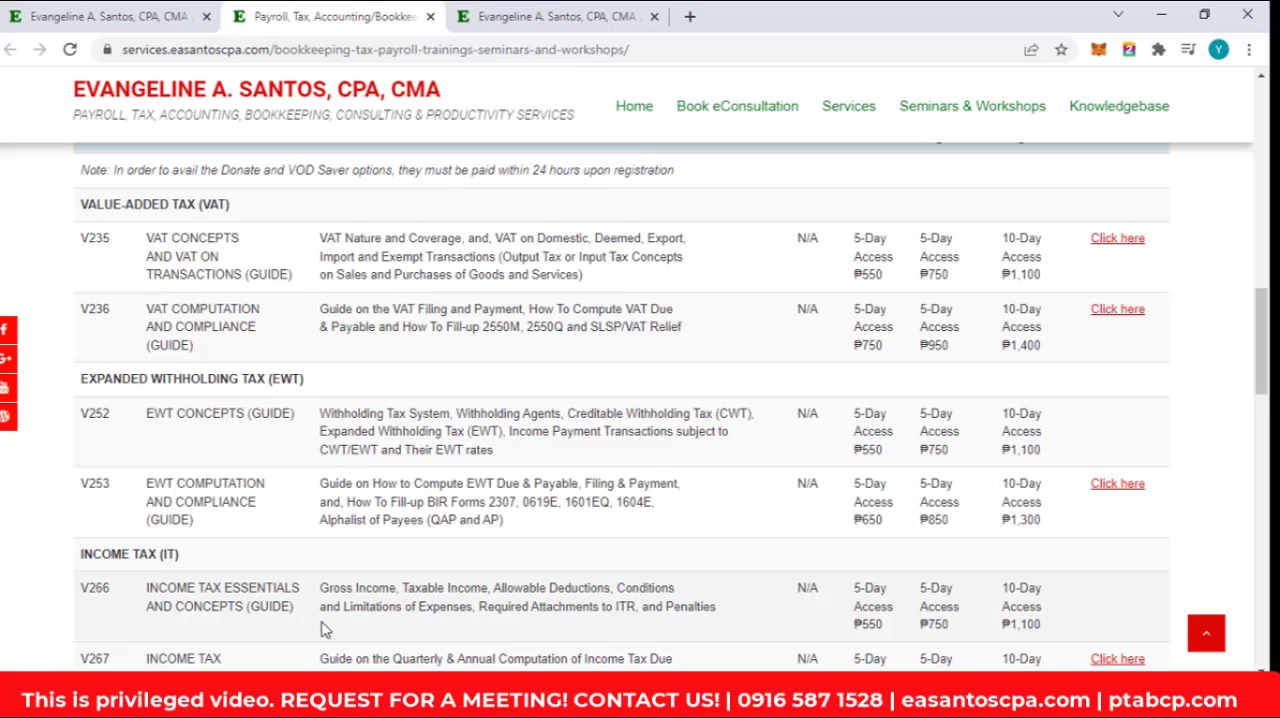 Evangeline A. Santos, CPA, CMA
Payroll, Tax, Accounting/Bookkee
Evangeline A. Santos, CPA, CMA
services.easantoscpa.com/bookkeeping-tax-payroll-trainings-seminars-and-workshops/
Y
EVANGELINE A. SANTOS, CPA, CMA
PAYROLL, TAX, ACCOUNTING, BOOKKEEPING, CONSULTING & PRODUCTIVITY SERVICES
Home Book eConsultation Services Seminars & Workshops Knowledgebase
Note: In order to avail the Donate and VOD Saver options, they must be paid within 24 hours upon registration
VALUE-ADDED TAX (VAT)
V235 VAT CONCEPTS VAT Nature and Coverage, and, VAT on Domestic, Deemed, Export, N/A 5-Day 5-Day 10-Day Click here
AND VAT ON Import and Exempt Transactions (Output Tax or Input Tax Concepts Access Access Access
TRANSACTIONS (GUIDE) on Sales and Purchases of Goods and Services) ₱550 ₱750 ₱1,100
V236 VAT COMPUTATION Guide on the VAT Filing and Payment, How To Compute VAT Due N/A 5-Day 5-Day 10-Day Click here
AND COMPLIANCE & Payable and How To Fill-up 2550M, 2550Q and SLSP/VAT Relief Access Access Access
(GUIDE) ₱750 ₱950 ₱1,400
EXPANDED WITHHOLDING TAX (EWT)
V252 EWT CONCEPTS (GUIDE) Withholding Tax System, Withholding Agents, Creditable Withholding Tax (CWT), N/A 5-Day 5-Day 10-Day
Expanded Withholding Tax (EWT), Income Payment Transactions subject to Access Access Access
CWT/EWT and Their EWT rates ₱550 ₱750 ₱1,100
V253 EWT COMPUTATION Guide on How to Compute EWT Due & Payable, Filing & Payment, N/A 5-Day 5-Day 10-Day Click here
AND COMPLIANCE and, How To Fill-up BIR Forms 2307, 0619E, 1601EQ, 1604E, Access Access Access
(GUIDE) Alphalist of Payees (QAP and AP) ₱650 ₱850 ₱1,300
INCOME TAX (IT)
V266 INCOME TAX ESSENTIALS Gross Income, Taxable Income, Allowable Deductions, Conditions N/A 5-Day 5-Day 10-Day
AND CONCEPTS (GUIDE) and Limitations of Expenses, Required Attachments to ITR, and Penalties Access Access Access
₱550 ₱750 ₱1,100
V267 INCOME TAX Guide on the Quarterly & Annual Computation of Income Tax Due N/A 5-Day 5-Day 10-Day Click here
This is privileged video. REQUEST FOR A MEETING! CONTACT US! | 0916 587 1528 | easantoscpa.com | ptabcp.com